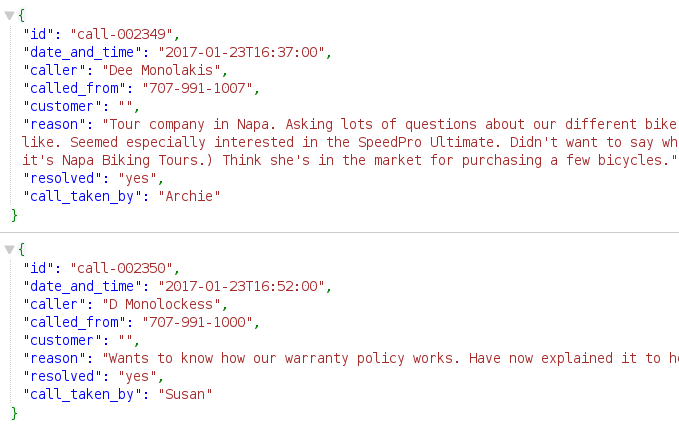 {
"id": "call-002349",
"date_and_time": "2017-01-23T16:37:00",
"caller": "Dee Monolakis",
"called_from": "707-991-1007",
"customer": "",
"reason": "Tour company in Napa. Asking lots of questions about our different bike
like. Seemed especially interested in the SpeedPro Ultimate. Didn't want to say wh
it's Napa Biking Tours.) Think she's in the market for purchasing a few bicycles."
"resolved": "yes",
"call_taken_by": "Archie"
}
{
"id": "call-002350",
"date_and_time": "2017-01-23T16:52:00",
"caller": "D Monolockess",
"called_from": "707-991-1000",
"customer": "",
"reason": "Wants to know how our warranty policy works. Have now explained it to he
"resolved": "yes",
"call_taken_by": "Susan"
}